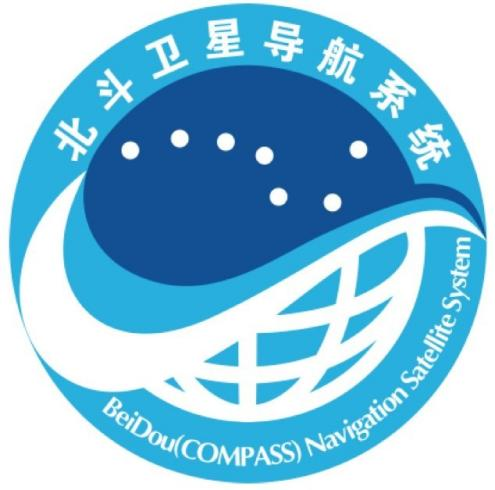 北斗卫星导航系统
BeiDou(COMPASS) Navigation Satellite System